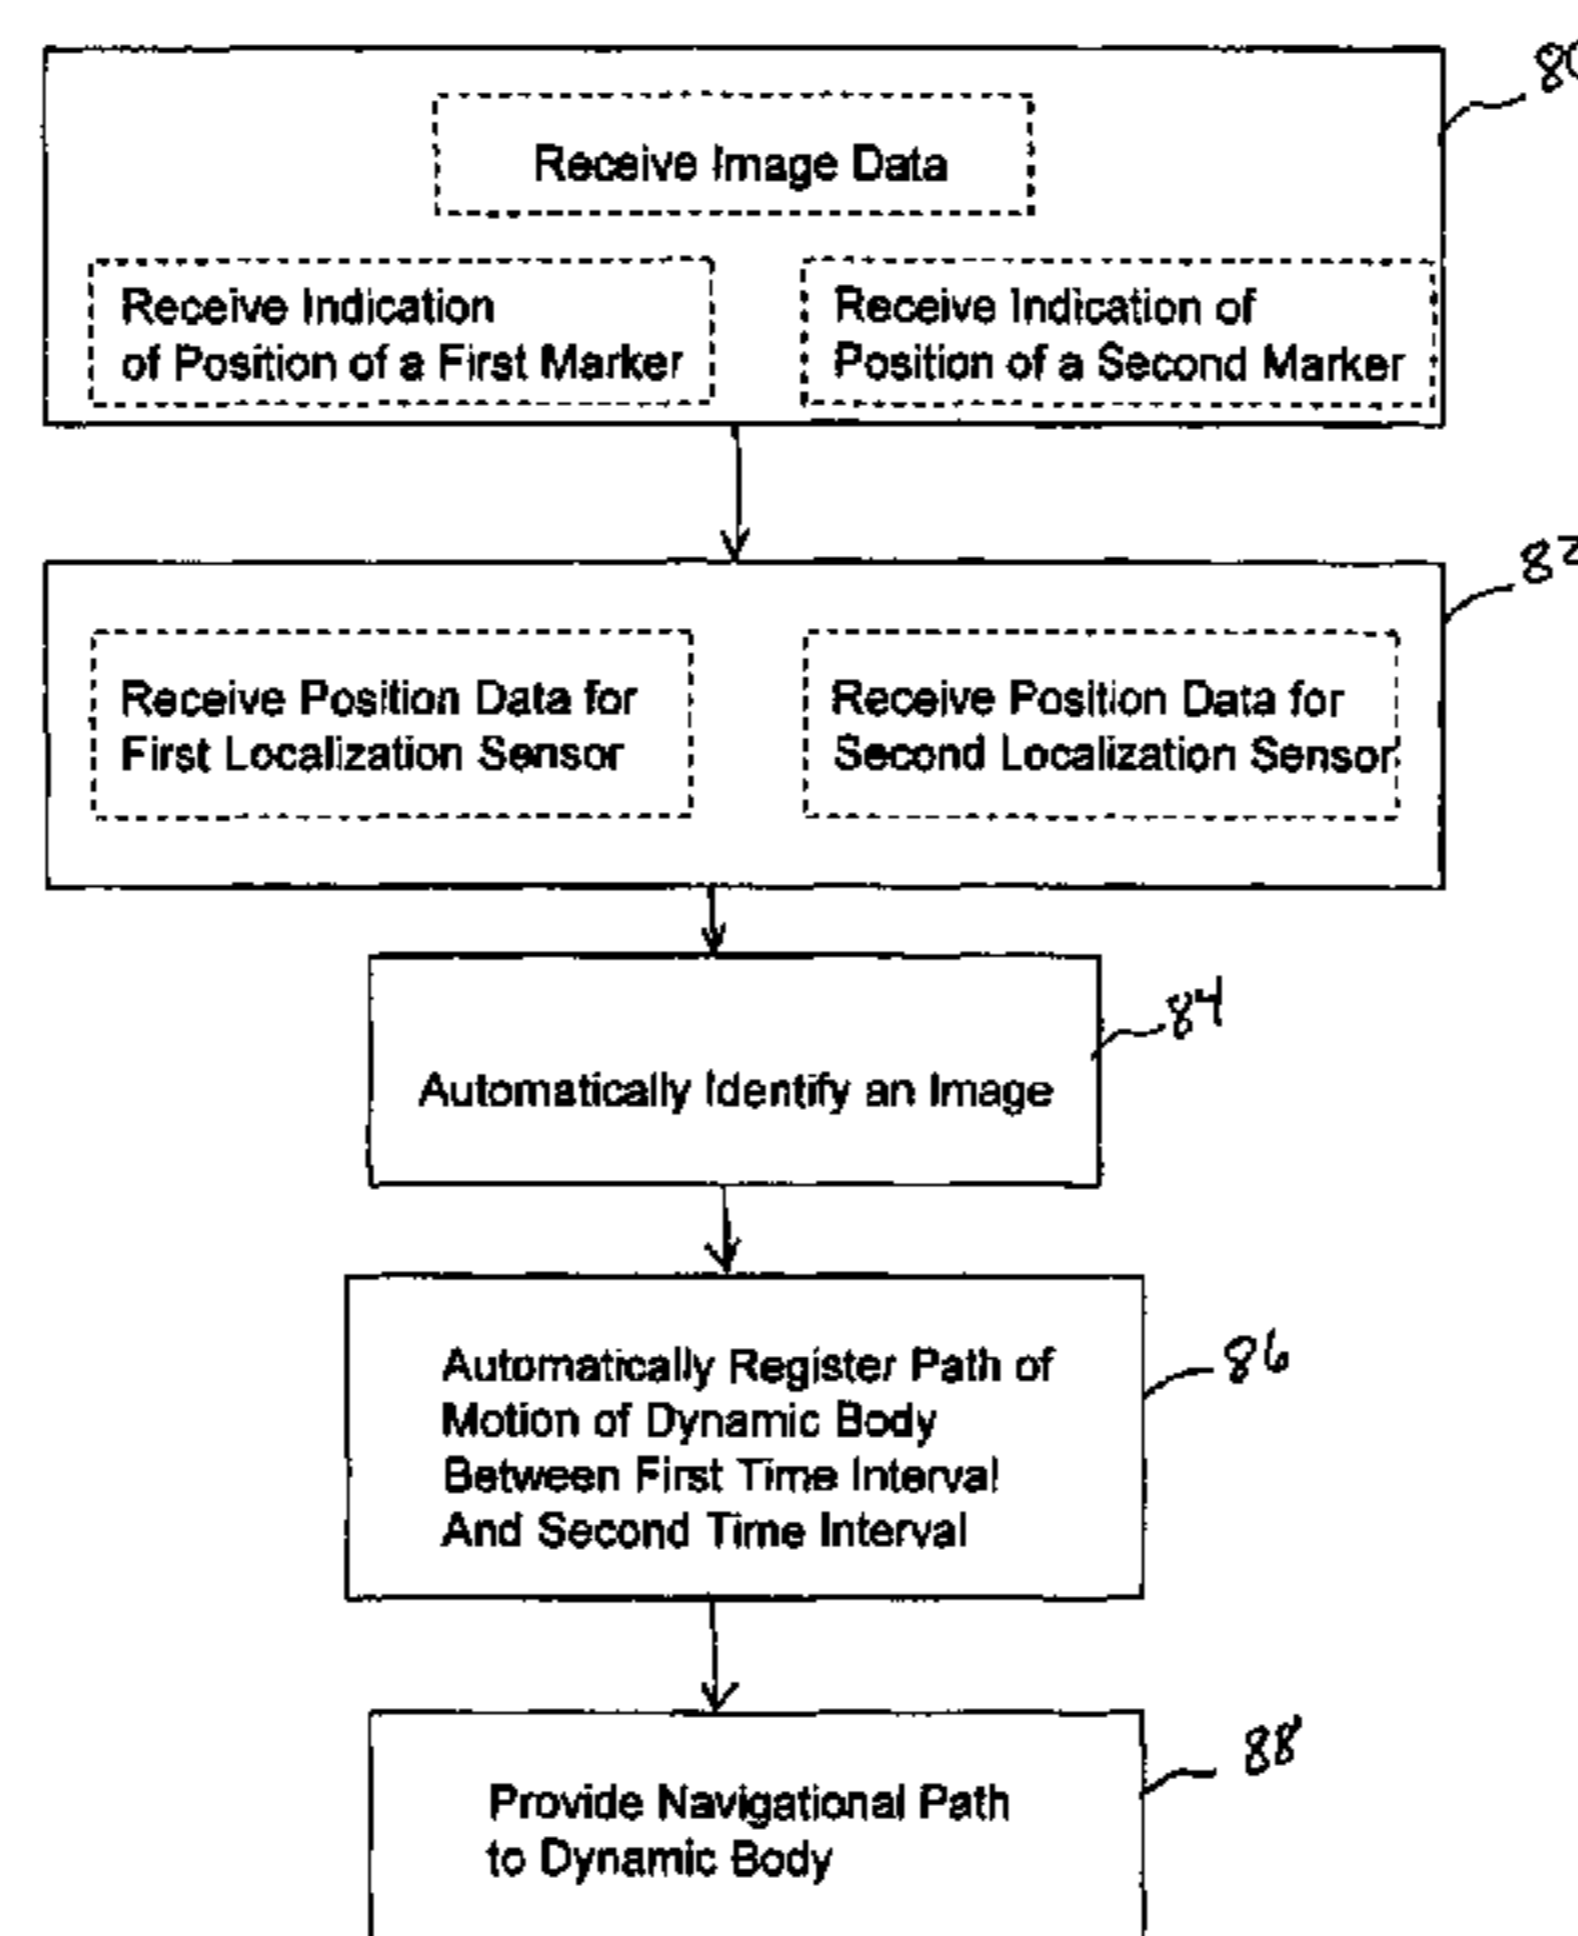 80
Receive Image Data
Receive Indication
of Position of a First Marker
Receive Indication of
Position of a Second Marker
82
Receive Position Data for
First Localization Sensor
Receive Position Data for
Second Localization Sensor
84
Automatically Identify an Image
86
Automatically Register Path of
Motion of Dynamic Body
Between First Time Interval
And Second Time Interval
88
Provide Navigational Path
to Dynamic Body